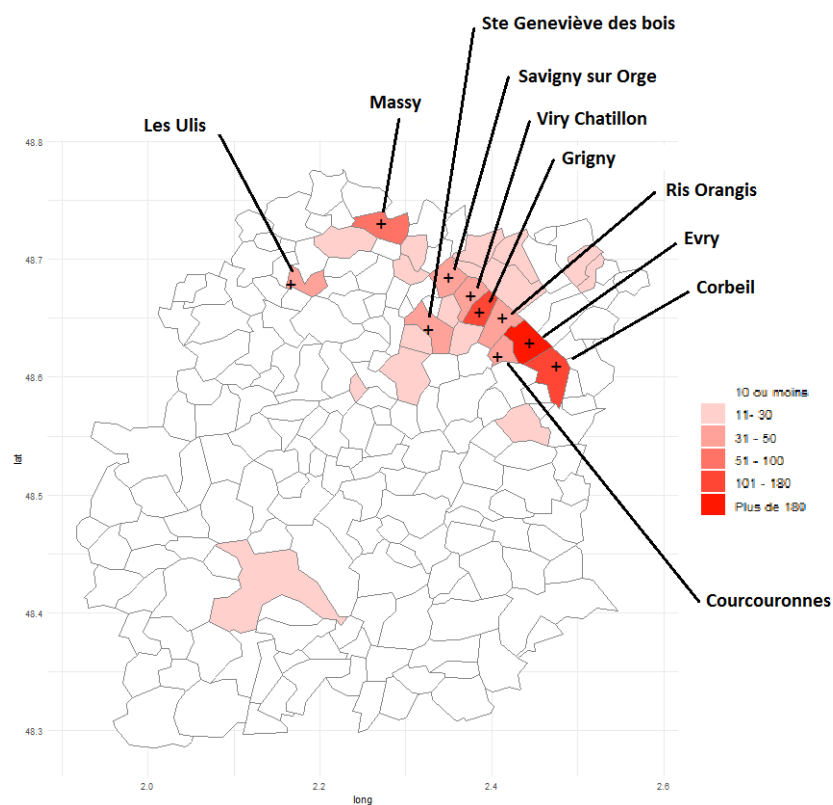 Ste Geneviève des bois
Savigny sur Orge
Massy
Viry Chatillon
Les Ulis
Grigny
Ris Orangis
Evry
Corbeil
Courcouronnes
48.8
48.7
48.6
48.5
48.4
48.3
lat
2.0
2.2
2.4
2.6
long
10 ou moins
11- 30
31 - 50
51 - 100
101 - 180
Plus de 180